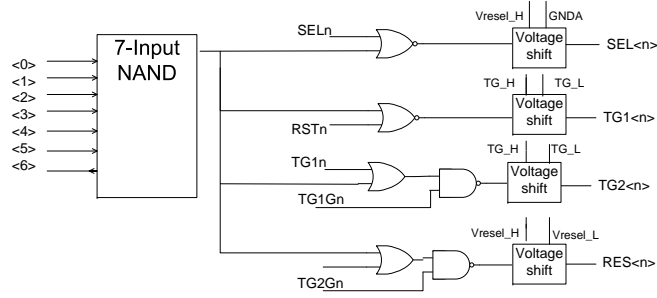 7-Input
NAND
<0>
<1>
<2>
<3>
<4>
<5>
<6>
SELn
Vresel_H
GNDA
Voltage
shift
SEL<n>
RSTn
TG_H
TG_L
Voltage
shift
TG1<n>
TG1n
TG1Gn
TG_H
TG_L
Voltage
shift
TG2<n>
TG2Gn
Vresel_H
Vresel_L
Voltage
shift
RES<n>